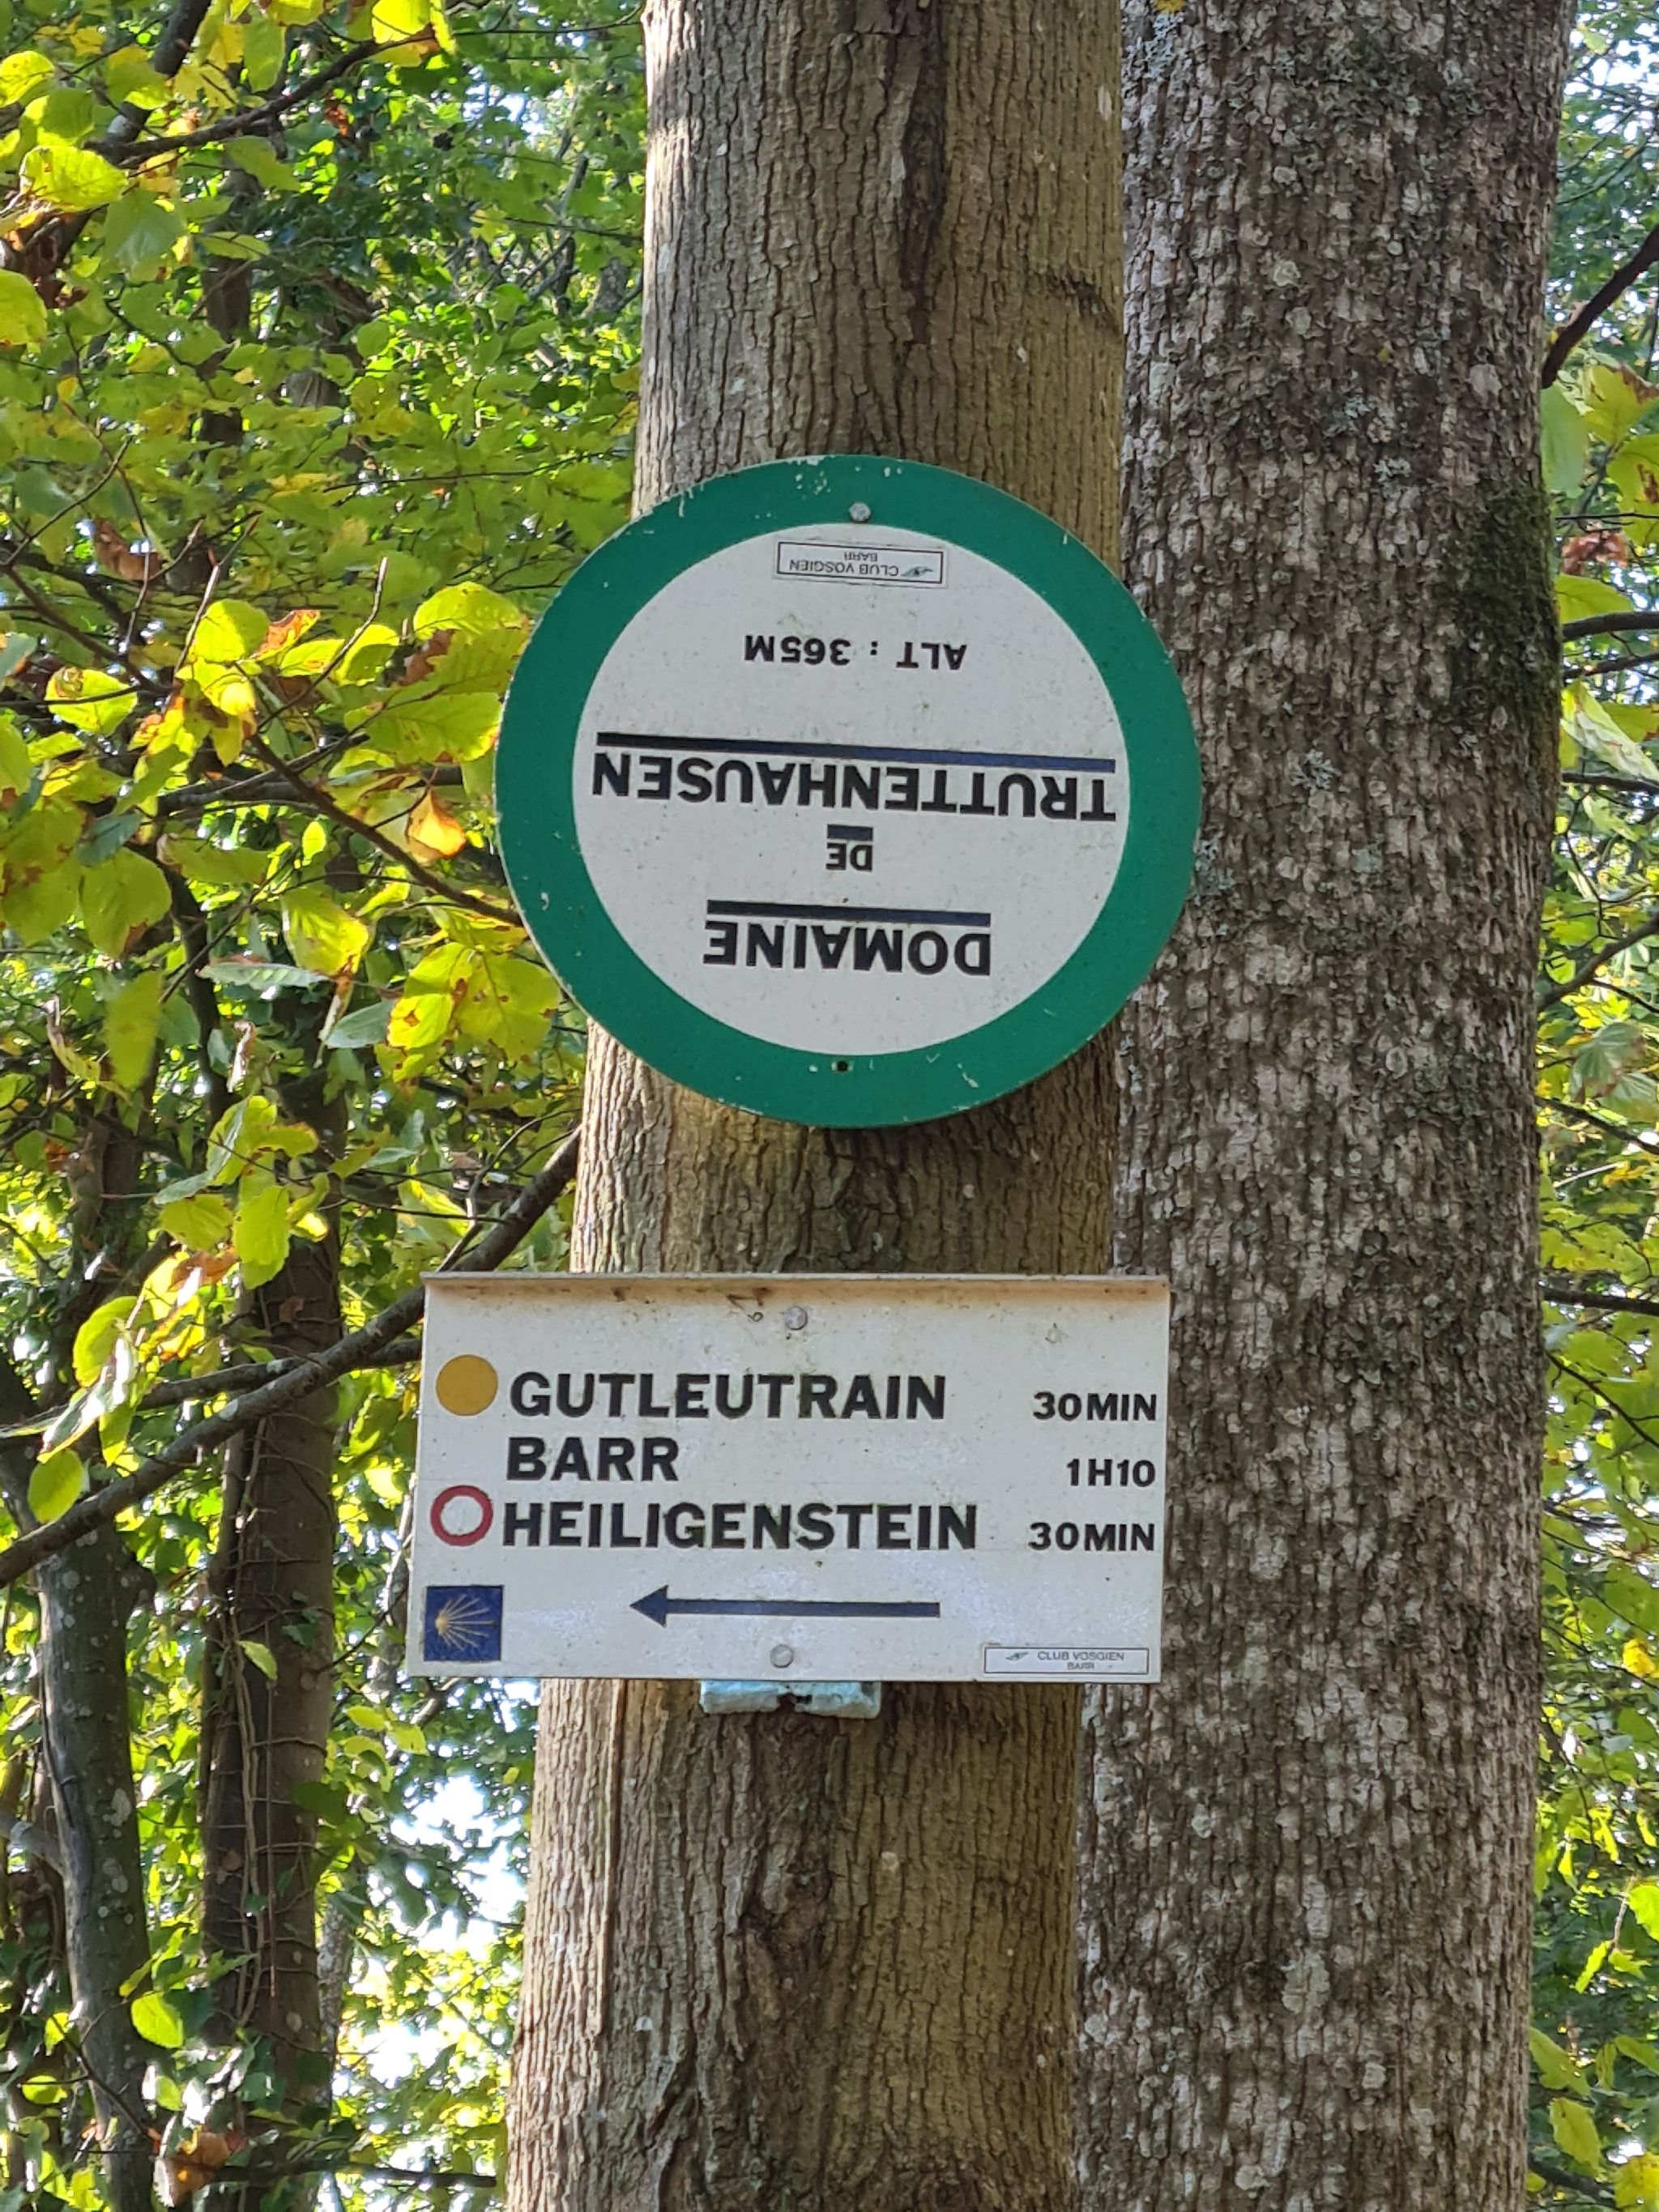 DOMAINE
DE
TRUTTENHAUSEN
ALT : 365M
CLUB VOSGIEN
BARR
GUTLEUTRAIN 30MIN
BARR 1H10
HEILIGENSTEIN 30MIN
CLUB VOSGIEN
BARR